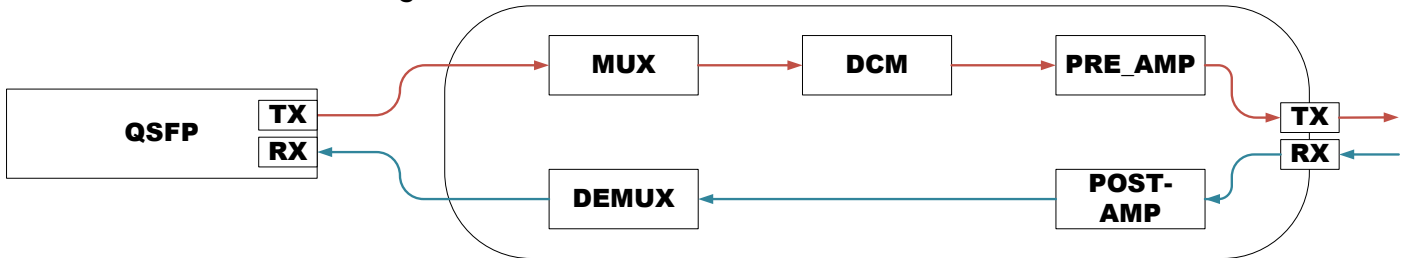 g
MUX
DCM
PRE_AMP
QSFP
TX
RX
TX
RX
DEMUX
POST-
AMP